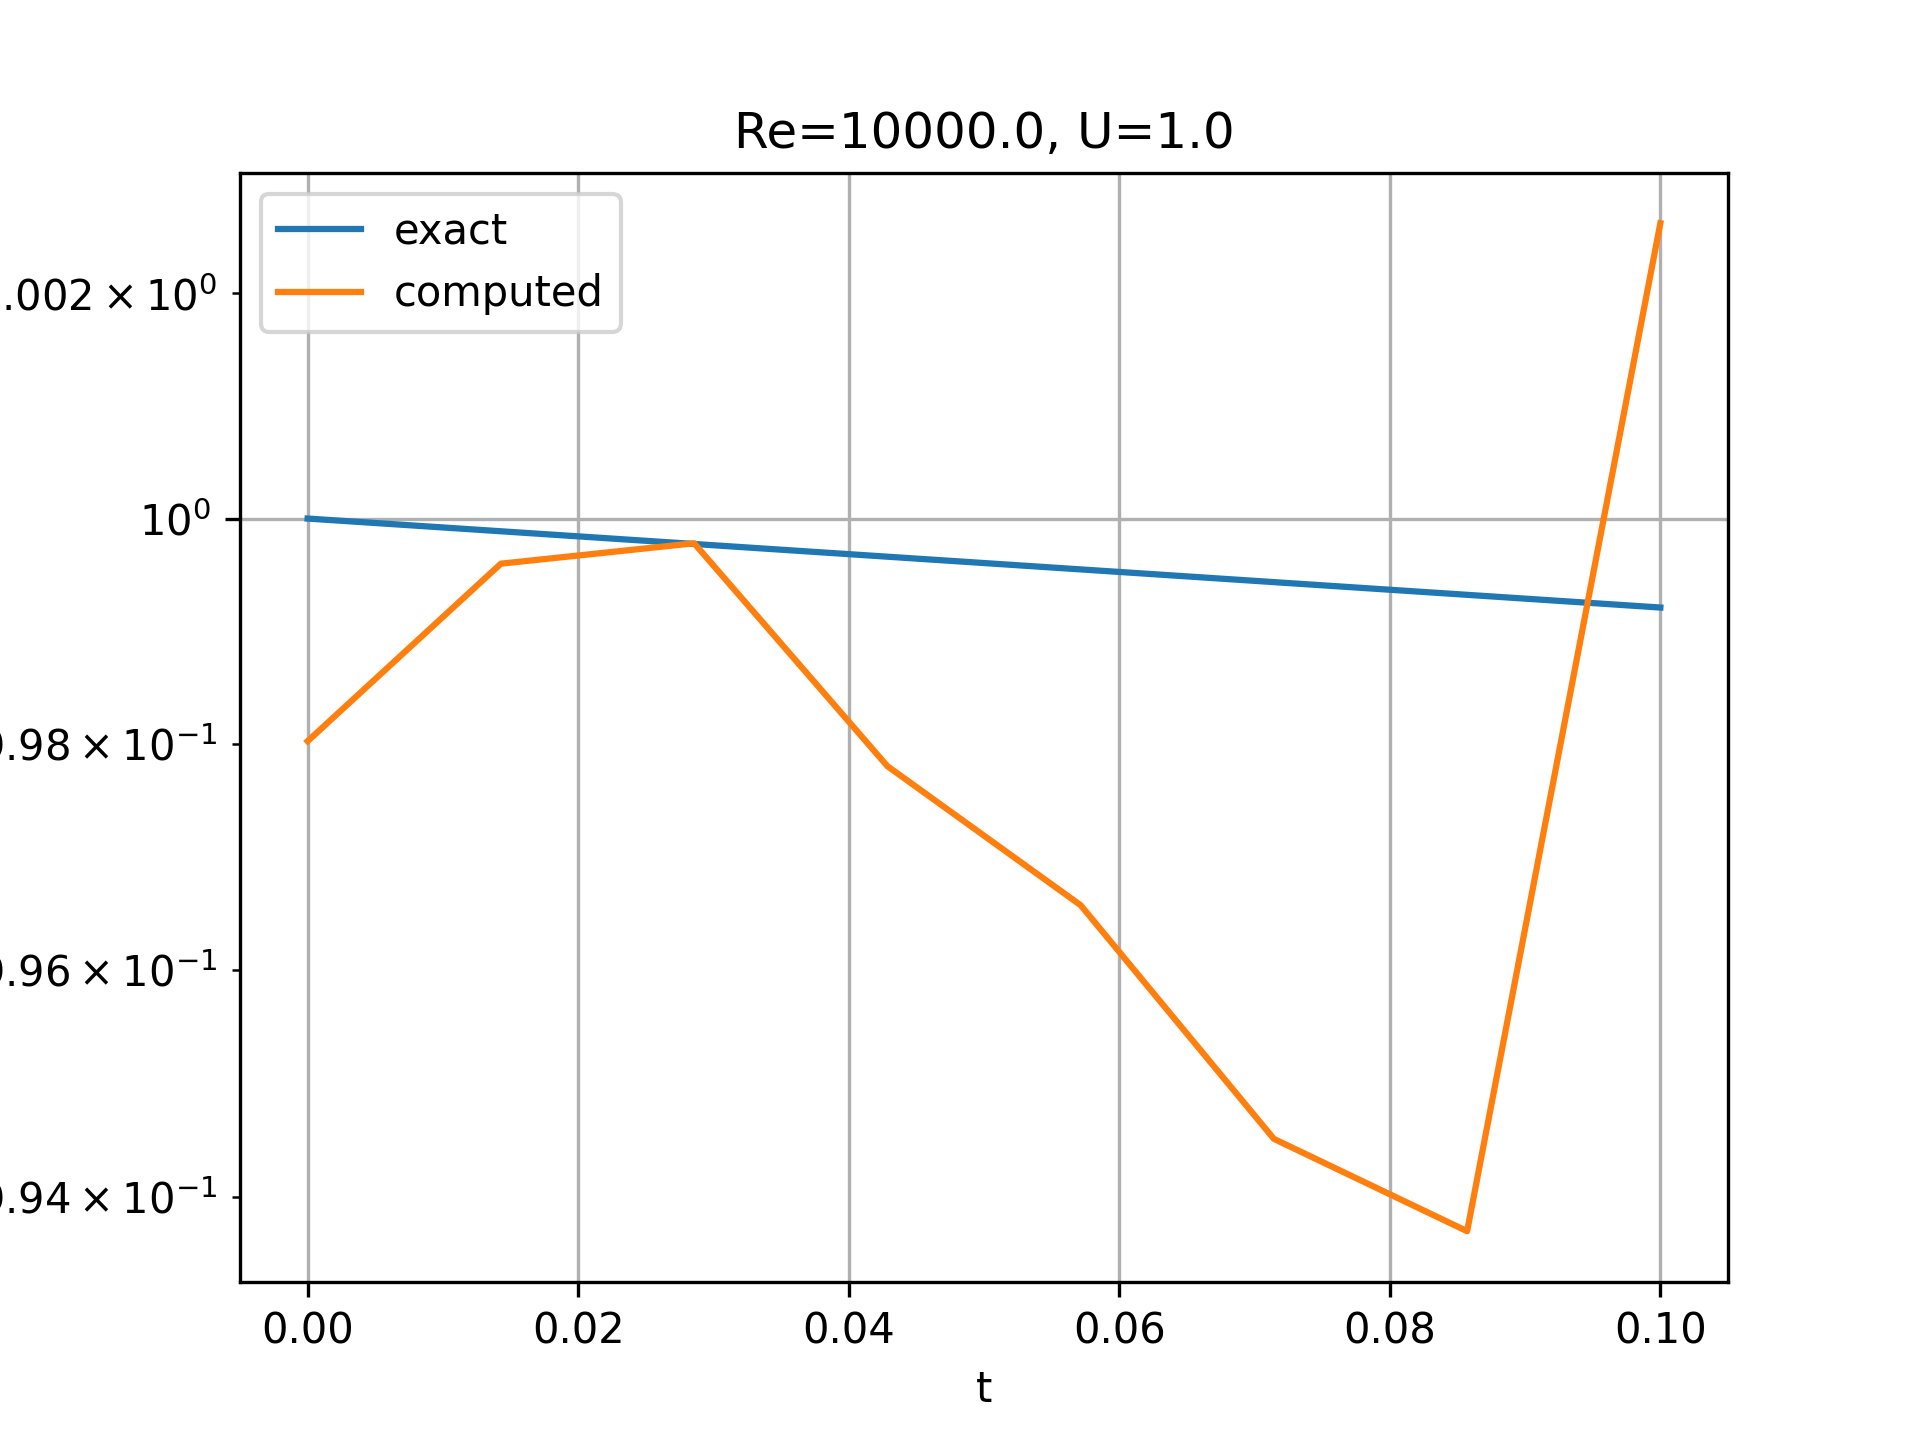 Re=10000.0, U=1.0
exact
computed
.002 × 10⁰
10⁰
.98 × 10⁻¹
.96 × 10⁻¹
.94 × 10⁻¹
0.00 0.02 0.04 0.06 0.08 0.10
t